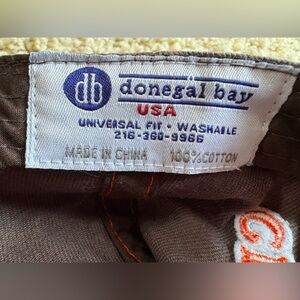 db donegal bay
USA
UNIVERSAL FIT • WASHABLE
216-360-9966
MADE IN CHINA 100% COTTON